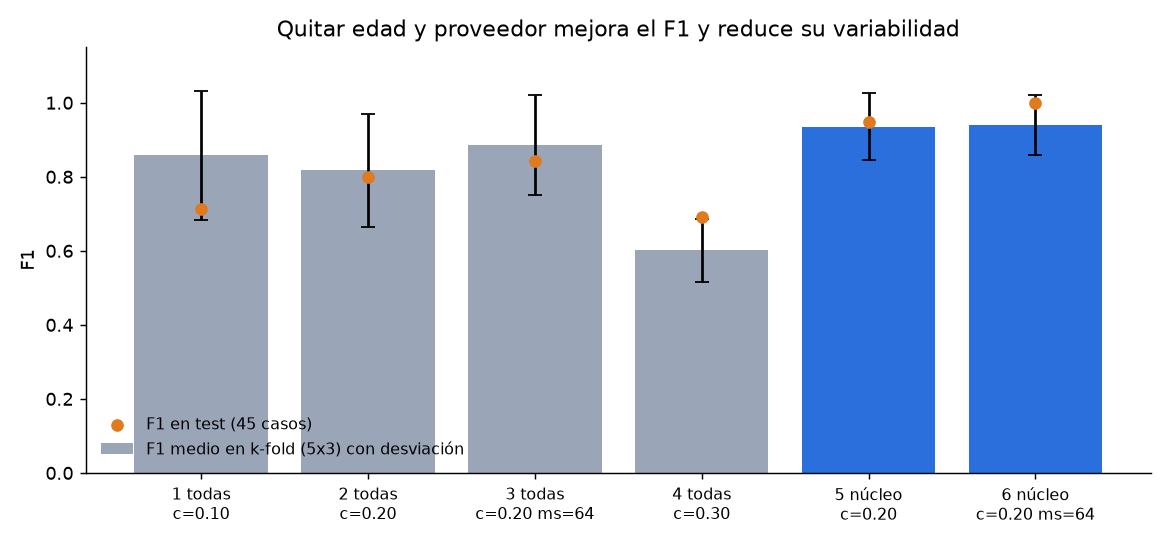 Quitar edad y proveedor mejora el F1 y reduce su variabilidad
F1
1.0
0.8
0.6
0.4
0.2
0.0
F1 en test (45 casos)
F1 medio en k-fold (5x3) con desviación
1 todas
c=0.10
2 todas
c=0.20
3 todas
c=0.20 ms=64
4 todas
c=0.30
5 núcleo
c=0.20
6 núcleo
c=0.20 ms=64